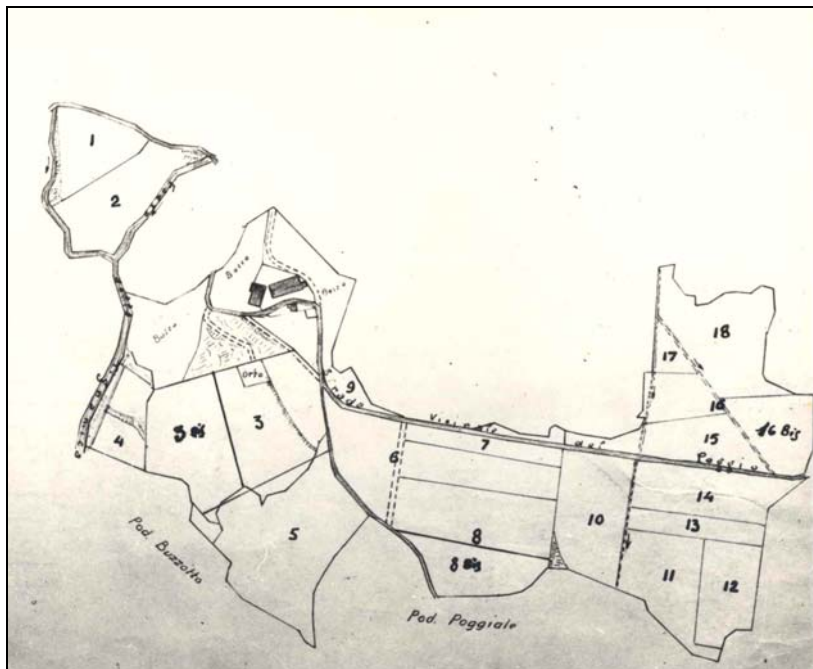 1
2
Bosco
Bosco
Bosco
18
17
Orto
9
Strada
Vicinale
del
Poggio
16
16 Bis
3 Bis
3
7
15
4
6
14
13
5
8
10
8 Bis
11
12
Pod. Buzzotto
Pod. Poggiale